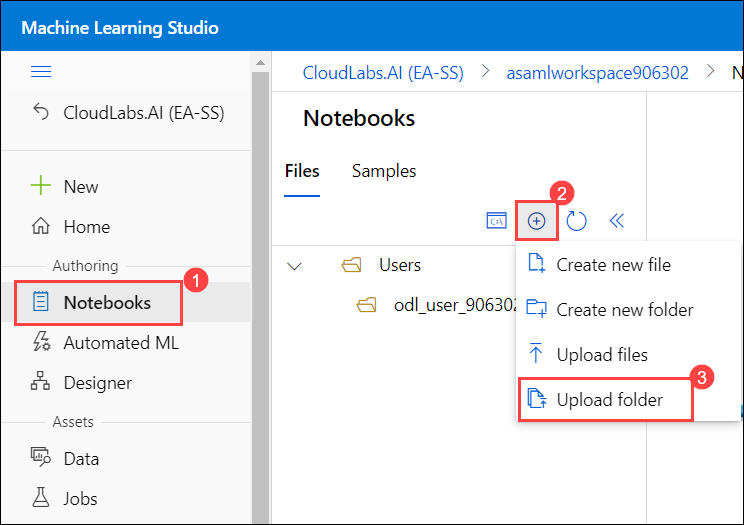 Machine Learning Studio
CloudLabs.AI (EA-SS)
New
Home
Authoring
1
Notebooks
Automated ML
Designer
Assets
Data
Jobs
CloudLabs.AI (EA-SS) > asamlworkspace906302 > N
Notebooks
Files Samples
2
C:\
Users
odl_user_906302
Create new file
Create new folder
Upload files
3
Upload folder